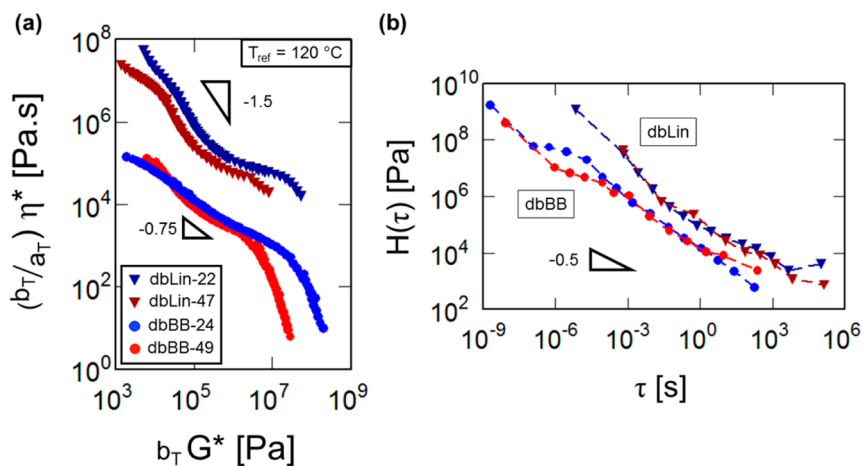 (a)
(b_T/a_T) η* [Pa.s]
10^8
10^6
10^4
10^2
10^0
T_ref = 120 °C
-1.5
-0.75
dbLin-22
dbLin-47
dbBB-24
dbBB-49
10^3
10^5
10^7
10^9
b_T G* [Pa]
(b)
H(τ) [Pa]
10^10
10^8
10^6
10^4
10^2
dbLin
dbBB
-0.5
10^-9
10^-6
10^-3
10^0
10^3
10^6
τ [s]